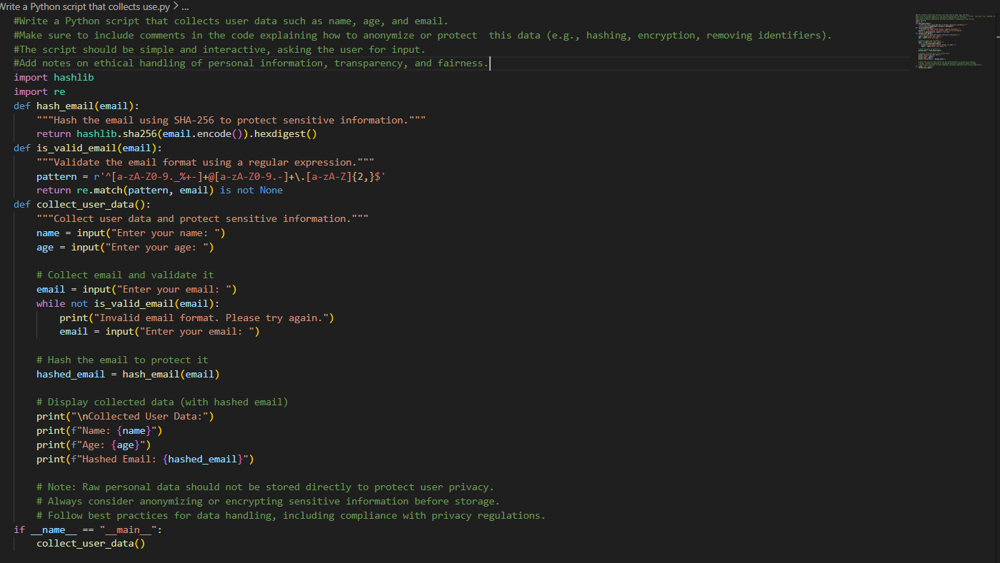 Write a Python script that collects use.py > ...
#Write a Python script that collects user data such as name, age, and email.
#Make sure to include comments in the code explaining how to anonymize or protect  this data (e.g., hashing, encryption, removing identifiers).
#The script should be simple and interactive, asking the user for input.
#Add notes on ethical handling of personal information, transparency, and fairness.
import hashlib
import re
def hash_email(email):
    """Hash the email using SHA-256 to protect sensitive information."""
    return hashlib.sha256(email.encode()).hexdigest()
def is_valid_email(email):
    """Validate the email format using a regular expression."""
    pattern = r'^[a-zA-Z0-9._%+-]+@[a-zA-Z0-9.-]+\.[a-zA-Z]{2,}$'
    return re.match(pattern, email) is not None
def collect_user_data():
    """Collect user data and protect sensitive information."""
    name = input("Enter your name: ")
    age = input("Enter your age: ")

    # Collect email and validate it
    email = input("Enter your email: ")
    while not is_valid_email(email):
        print("Invalid email format. Please try again.")
        email = input("Enter your email: ")

    # Hash the email to protect it
    hashed_email = hash_email(email)

    # Display collected data (with hashed email)
    print("\nCollected User Data:")
    print(f"Name: {name}")
    print(f"Age: {age}")
    print(f"Hashed Email: {hashed_email}")

    # Note: Raw personal data should not be stored directly to protect user privacy.
    # Always consider anonymizing or encrypting sensitive information before storage.
    # Follow best practices for data handling, including compliance with privacy regulations.
if __name__ == "__main__":
    collect_user_data()